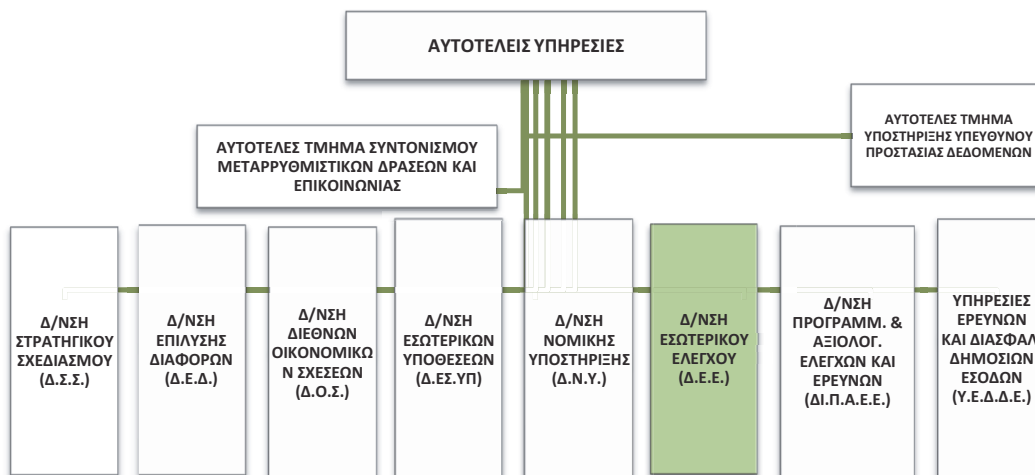 ΑΥΤΟΤΕΛΕΙΣ ΥΠΗΡΕΣΙΕΣ
ΑΥΤΟΤΕΛΕΣ ΤΜΗΜΑ ΣΥΝΤΟΝΙΣΜΟΥ
ΜΕΤΑΡΡΥΘΜΙΣΤΙΚΩΝ ΔΡΑΣΕΩΝ ΚΑΙ
ΕΠΙΚΟΙΝΩΝΙΑΣ
ΑΥΤΟΤΕΛΕΣ ΤΜΗΜΑ
ΥΠΟΣΤΗΡΙΞΗΣ ΥΠΕΥΘΥΝΟΥ
ΠΡΟΣΤΑΣΙΑΣ ΔΕΔΟΜΕΝΩΝ
Δ/ΝΣΗ
ΣΤΡΑΤΗΓΙΚΟΥ
ΣΧΕΔΙΑΣΜΟΥ
(Δ.Σ.Σ.)
Δ/ΝΣΗ
ΕΠΙΛΥΣΗΣ
ΔΙΑΦΟΡΩΝ
(Δ.Ε.Δ.)
Δ/ΝΣΗ
ΔΙΕΘΝΩΝ
ΟΙΚΟΝΟΜΙΚΩ
Ν ΣΧΕΣΕΩΝ
(Δ.Ο.Σ.)
Δ/ΝΣΗ
ΕΣΩΤΕΡΙΚΩΝ
ΥΠΟΘΕΣΕΩΝ
(Δ.ΕΣ.ΥΠ)
Δ/ΝΣΗ
ΝΟΜΙΚΗΣ
ΥΠΟΣΤΗΡΙΞΗΣ
(Δ.Ν.Υ.)
Δ/ΝΣΗ
ΕΣΩΤΕΡΙΚΟΥ
ΕΛΕΓΧΟΥ
(Δ.Ε.Ε.)
Δ/ΝΣΗ
ΠΡΟΓΡΑΜΜ. &
ΑΞΙΟΛΟΓ.
ΕΛΕΓΧΩΝ ΚΑΙ
ΕΡΕΥΝΩΝ
(ΔΙ.Π.Α.Ε.Ε.)
ΥΠΗΡΕΣΙΕΣ
ΕΡΕΥΝΩΝ
ΚΑΙ ΔΙΑΣΦΑΛ
ΔΗΜΟΣΙΩΝ
ΕΣΟΔΩΝ
(Υ.Ε.Δ.Δ.Ε.)